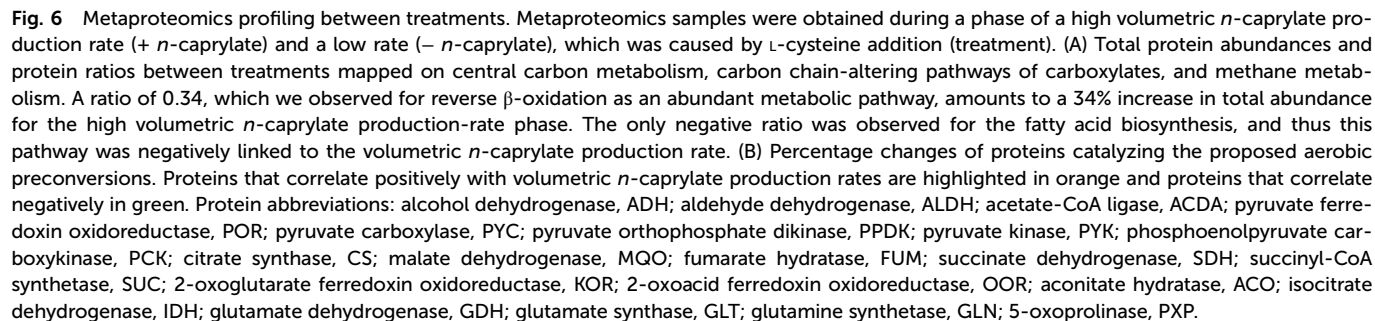 Fig. 6 Metaproteomics profiling between treatments. Metaproteomics samples were obtained during a phase of a high volumetric n-caprylate pro-
duction rate (+ n-caprylate) and a low rate (− n-caprylate), which was caused by L-cysteine addition (treatment). (A) Total protein abundances and
protein ratios between treatments mapped on central carbon metabolism, carbon chain-altering pathways of carboxylates, and methane metab-
olism. A ratio of 0.34, which we observed for reverse β-oxidation as an abundant metabolic pathway, amounts to a 34% increase in total abundance
for the high volumetric n-caprylate production-rate phase. The only negative ratio was observed for the fatty acid biosynthesis, and thus this
pathway was negatively linked to the volumetric n-caprylate production rate. (B) Percentage changes of proteins catalyzing the proposed aerobic
preconversions. Proteins that correlate positively with volumetric n-caprylate production rates are highlighted in orange and proteins that correlate
negatively in green. Protein abbreviations: alcohol dehydrogenase, ADH; aldehyde dehydrogenase, ALDH; acetate-CoA ligase, ACDA; pyruvate ferre-
doxin oxidoreductase, POR; pyruvate carboxylase, PYC; pyruvate orthophosphate dikinase, PPDK; pyruvate kinase, PYK; phosphoenolpyruvate car-
boxykinase, PCK; citrate synthase, CS; malate dehydrogenase, MQO; fumarate hydratase, FUM; succinate dehydrogenase, SDH; succinyl-CoA
synthetase, SUC; 2-oxoglutarate ferredoxin oxidoreductase, KOR; 2-oxoacid ferredoxin oxidoreductase, OOR; aconitate hydratase, ACO; isocitrate
dehydrogenase, IDH; glutamate dehydrogenase, GDH; glutamate synthase, GLT; glutamine synthetase, GLN; 5-oxoprolinase, PXP.